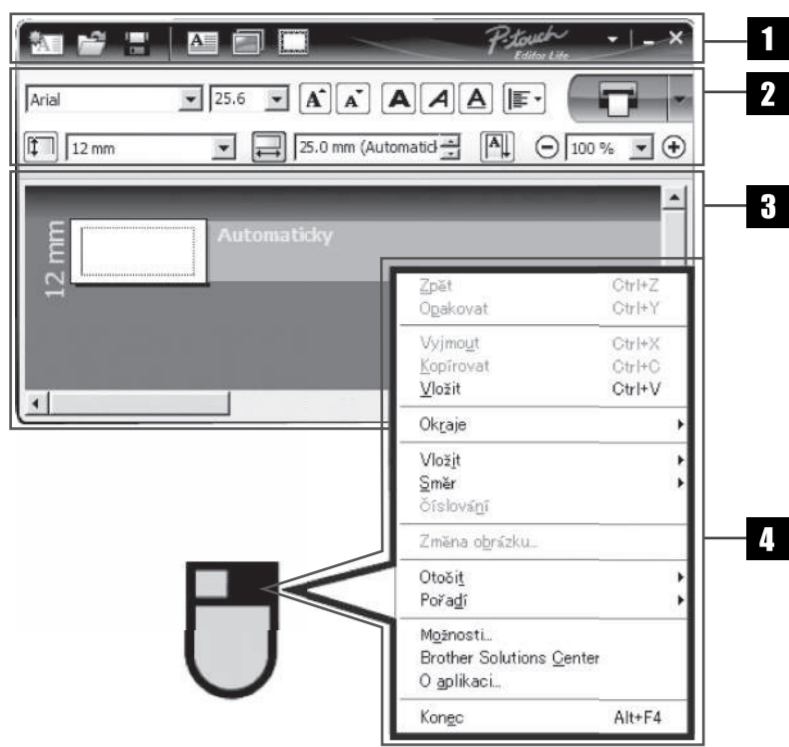 A
A
P-touch
Editor Lite
1
Arial
25.6
A A
A A A
2
12 mm
25.0 mm (Automatick
A
100 %
3
12 mm
Automaticky
Zpět Ctrl+Z
Opakovat Ctrl+Y
Vyjmout Ctrl+X
Kopírovat Ctrl+C
Vložit Ctrl+V
Okraje
Vložit
Směr
Číslování
4
Změna obrázku...
Otočit
Pořadí
Možnosti...
Brother Solutions Center
O aplikaci...
Konec Alt+F4